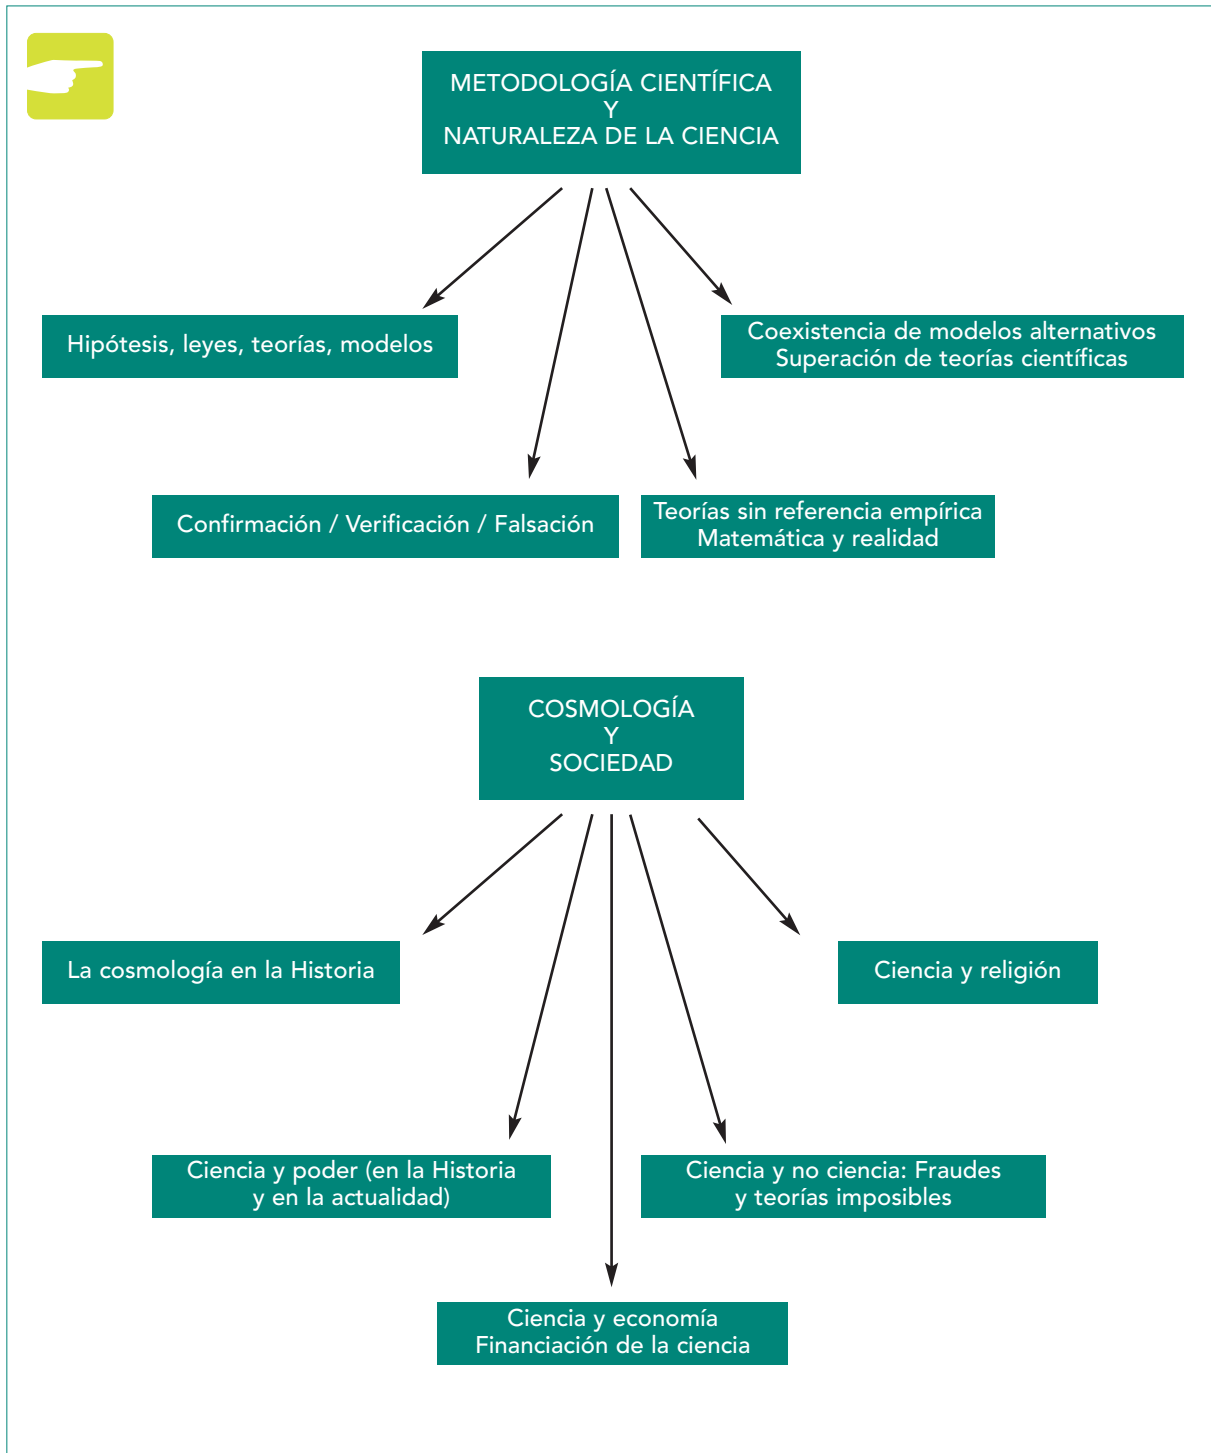 METODOLOGÍA CIENTÍFICA
Y
NATURALEZA DE LA CIENCIA
Hipótesis, leyes, teorías, modelos
Coexistencia de modelos alternativos
Superación de teorías científicas
Confirmación / Verificación / Falsación
Teorías sin referencia empírica
Matemática y realidad
COSMOLOGÍA
Y
SOCIEDAD
La cosmología en la Historia
Ciencia y religión
Ciencia y poder (en la Historia
y en la actualidad)
Ciencia y no ciencia: Fraudes
y teorías imposibles
Ciencia y economía
Financiación de la ciencia